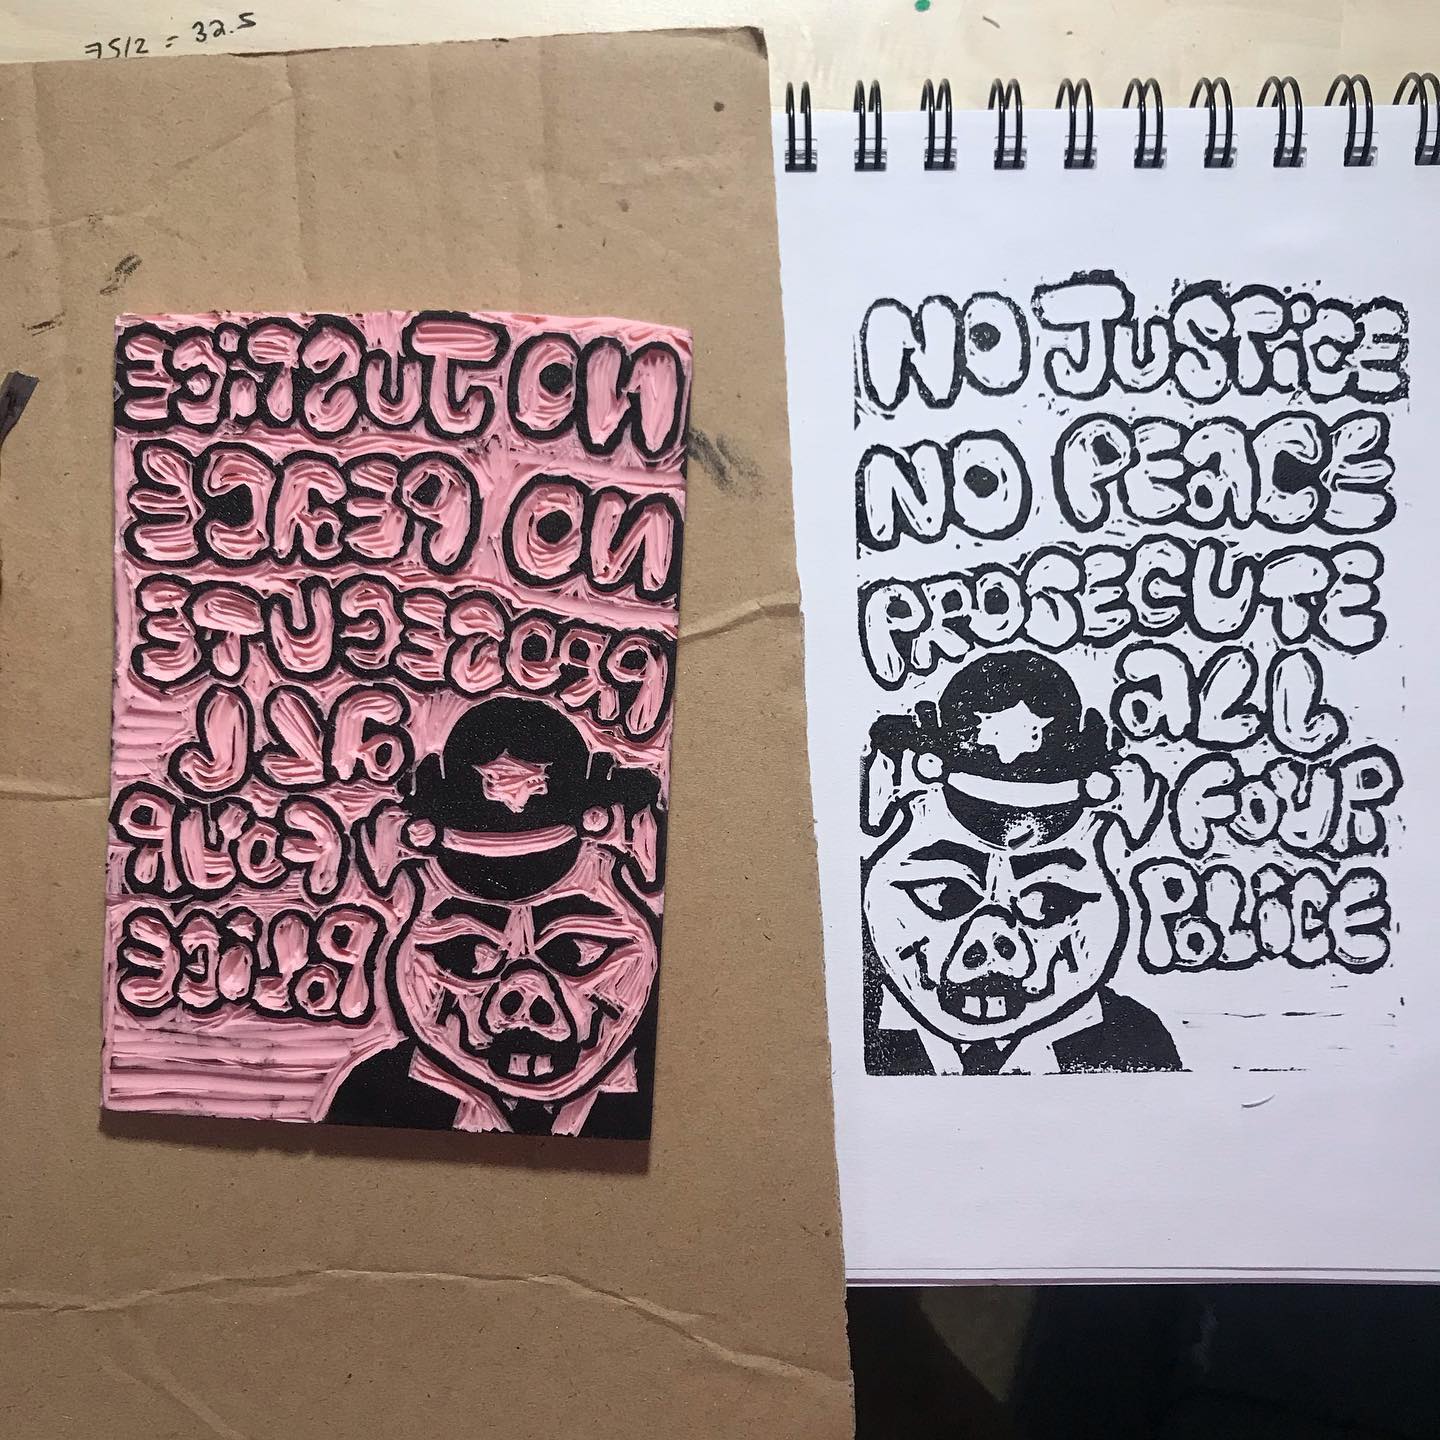 75/2 = 32.5
NO JUSTiCE
NO PEaCE
PROSECUTE
aLL
FOUR
POLiCE
NO JUSTiCE
NO PEaCE
PROSECUTE
aLL
FOUR
POLiCE